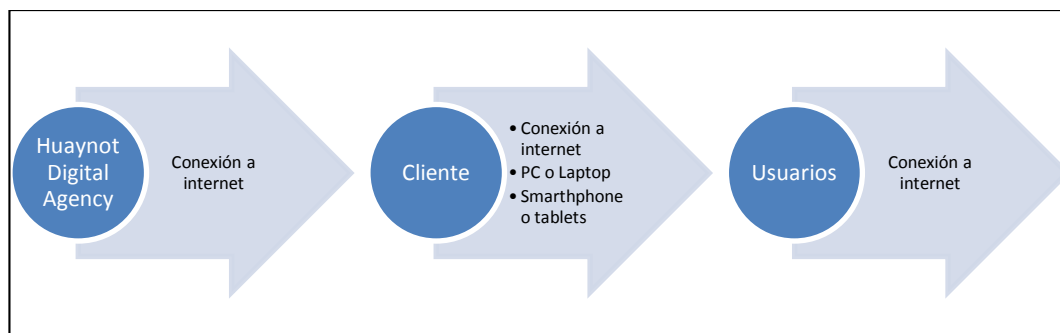 Huaynot
Digital
Agency
Conexión a
internet
Cliente
• Conexión a
internet
• PC o Laptop
• Smarthphone
o tablets
Usuarios
Conexión a
internet